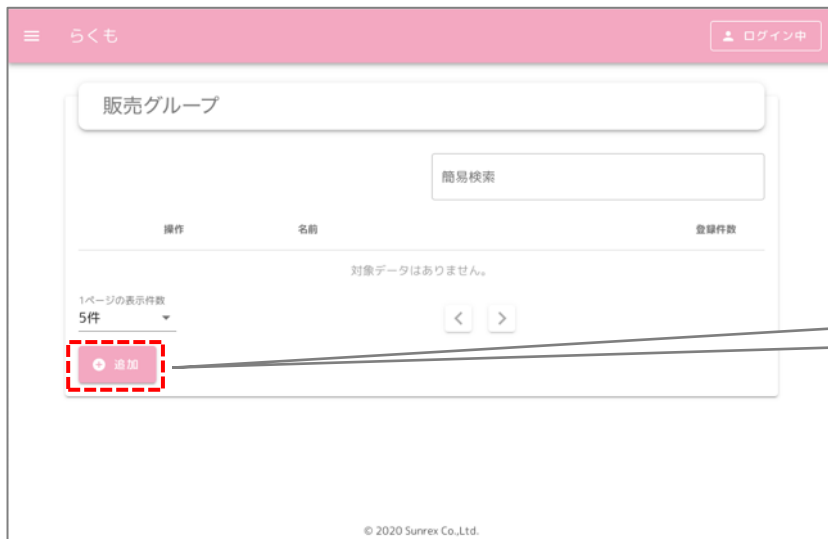 らくも
ログイン中
販売グループ
簡易検索
操作 名前 登録件数
対象データはありません。
1ページの表示件数
5件
追加
© 2020 Sunrex Co.,Ltd.